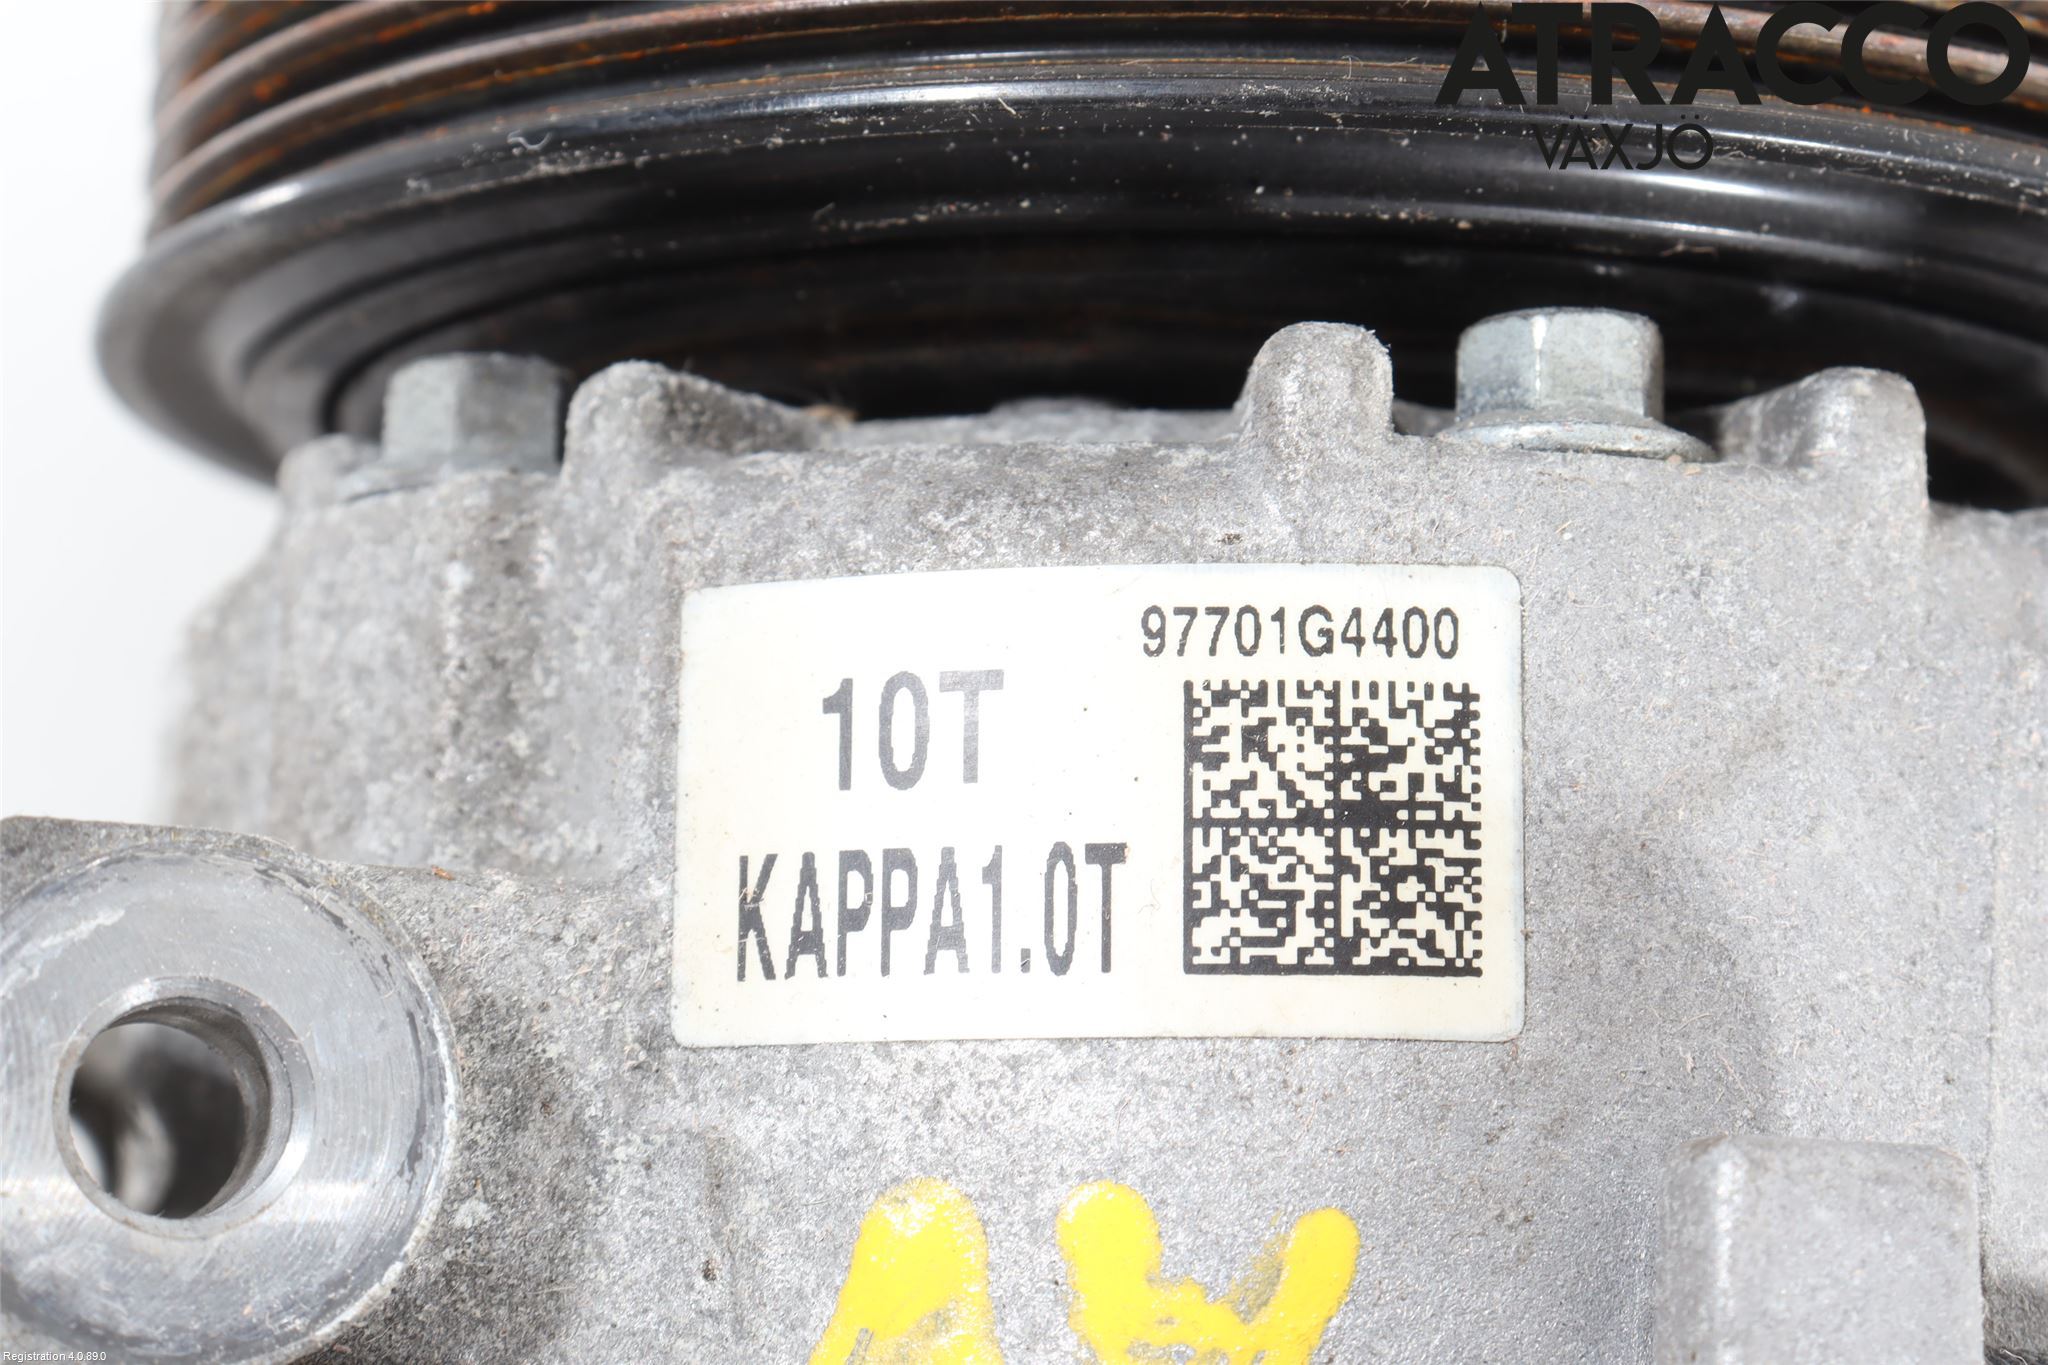 ATRACCO
VÄXJÖ
97701G4400
10T
KAPPA1.0T
Registration 4.0.89.0